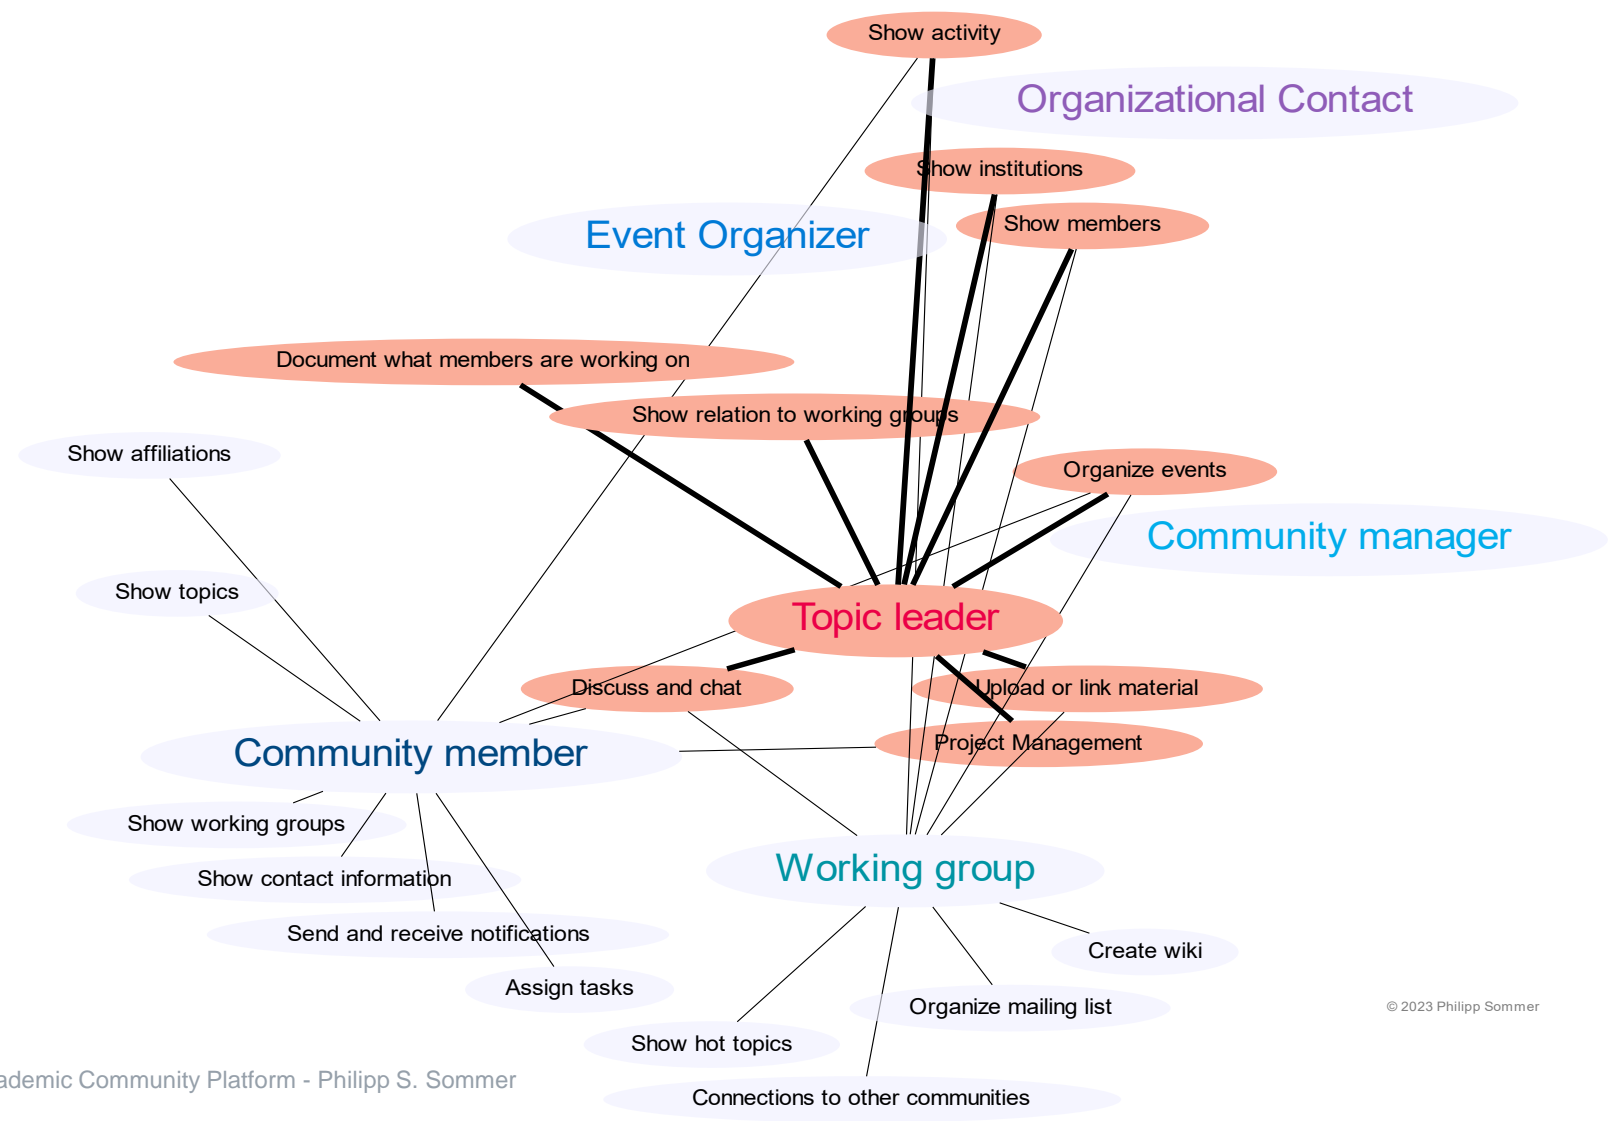 Show activity
Organizational Contact
Show institutions
Show members
Event Organizer
Document what members are working on
Show relation to working groups
Show affiliations
Organize events
Community manager
Show topics
Topic leader
Discuss and chat
Upload or link material
Project Management
Community member
Show working groups
Working group
Show contact information
Send and receive notifications
Create wiki
Assign tasks
Organize mailing list
© 2023 Philipp Sommer
Show hot topics
ademic Community Platform - Philipp S. Sommer
Connections to other communities